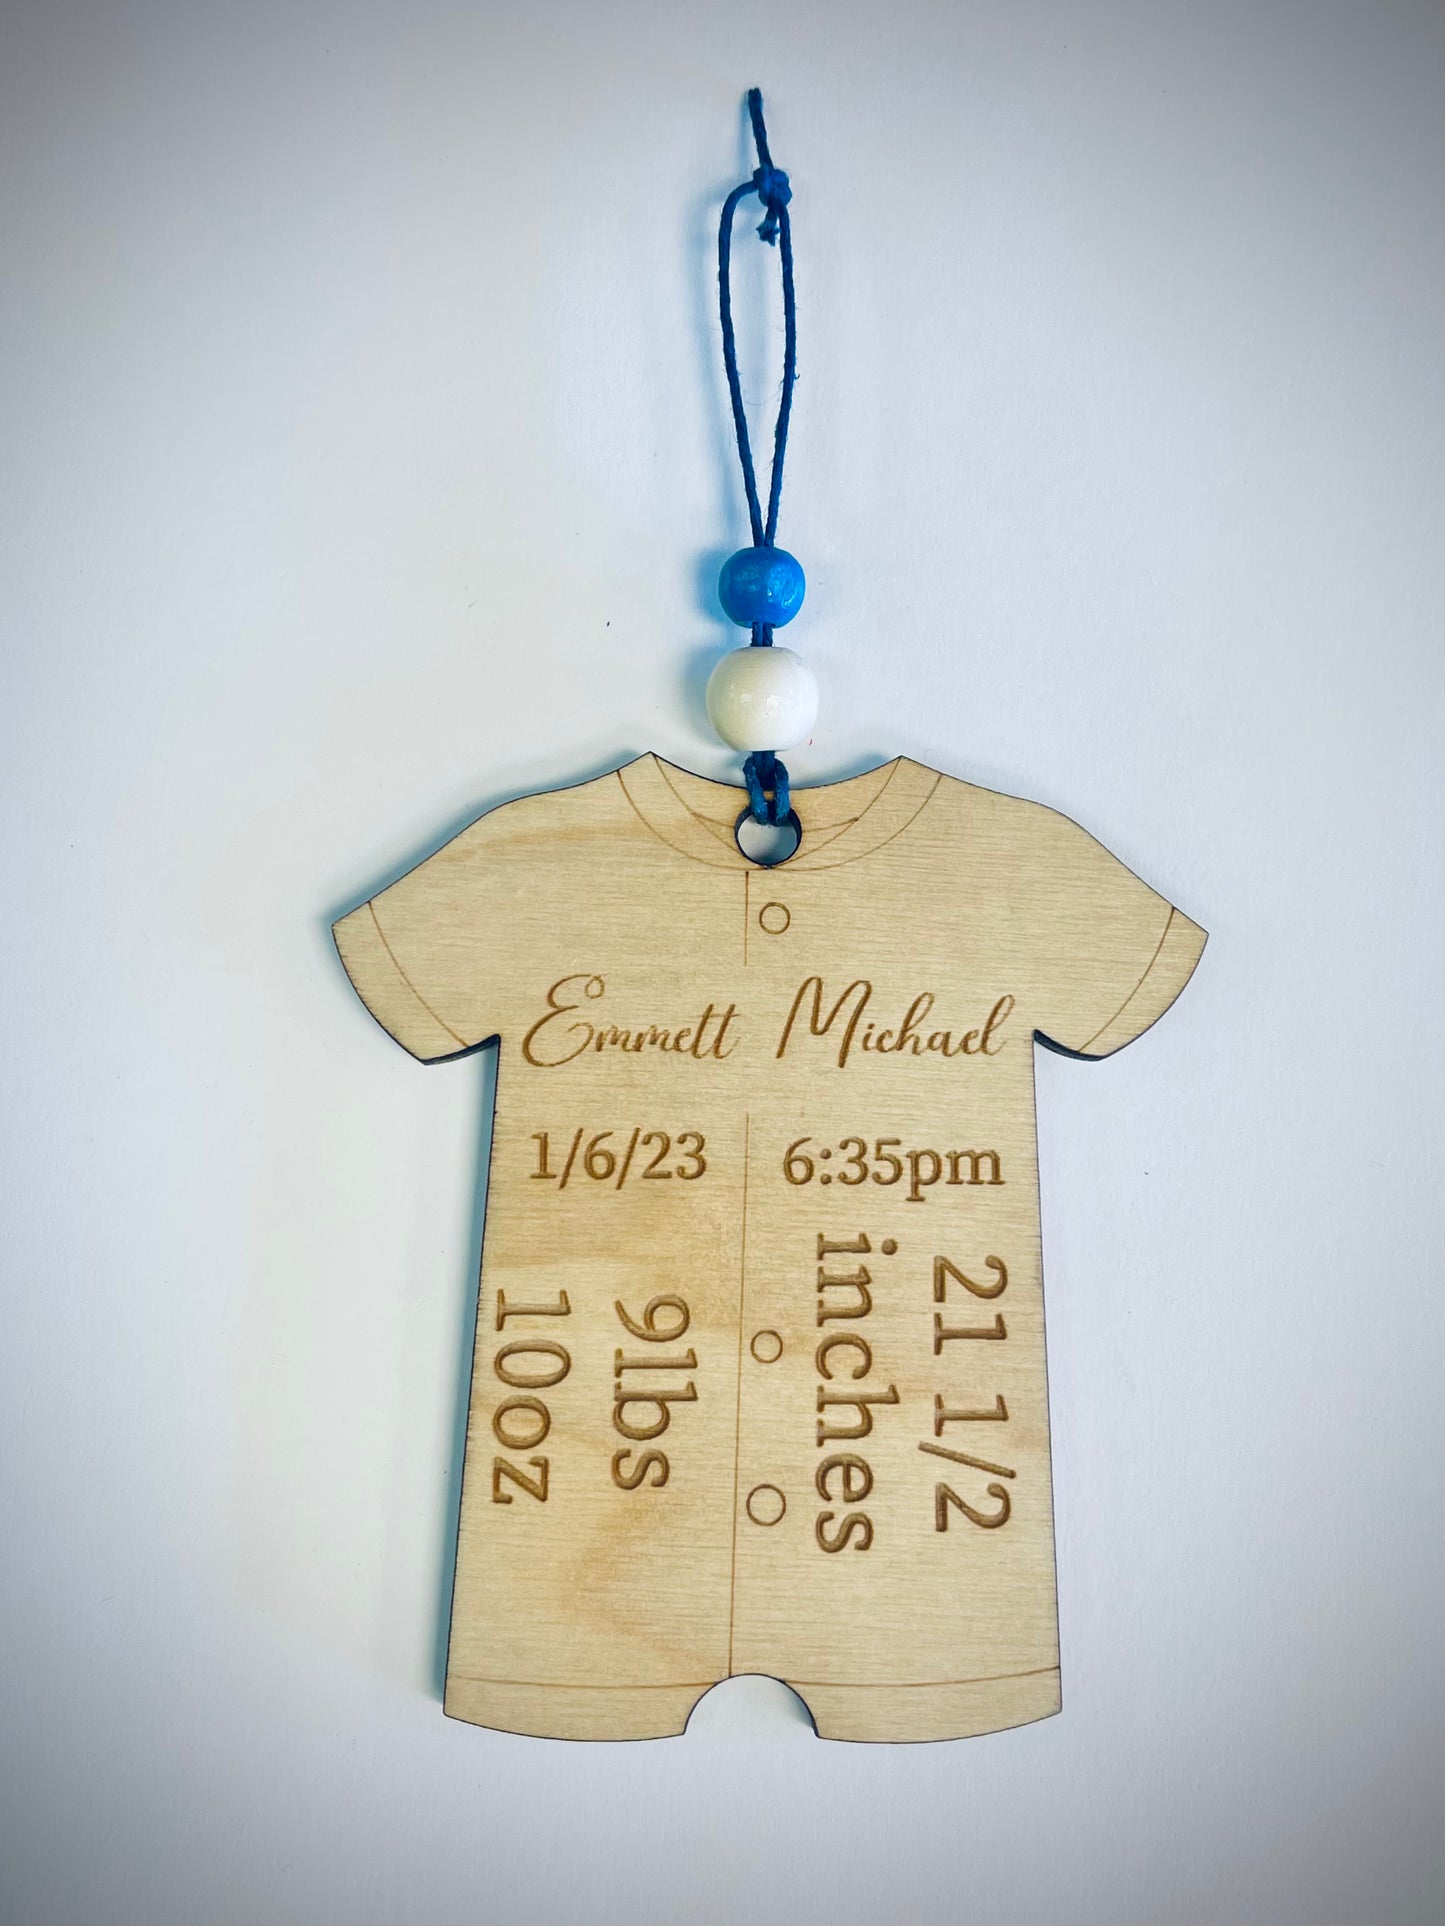 Emmett Michael
1/6/23 6:35pm
9lbs
10oz
21 1/2
inches